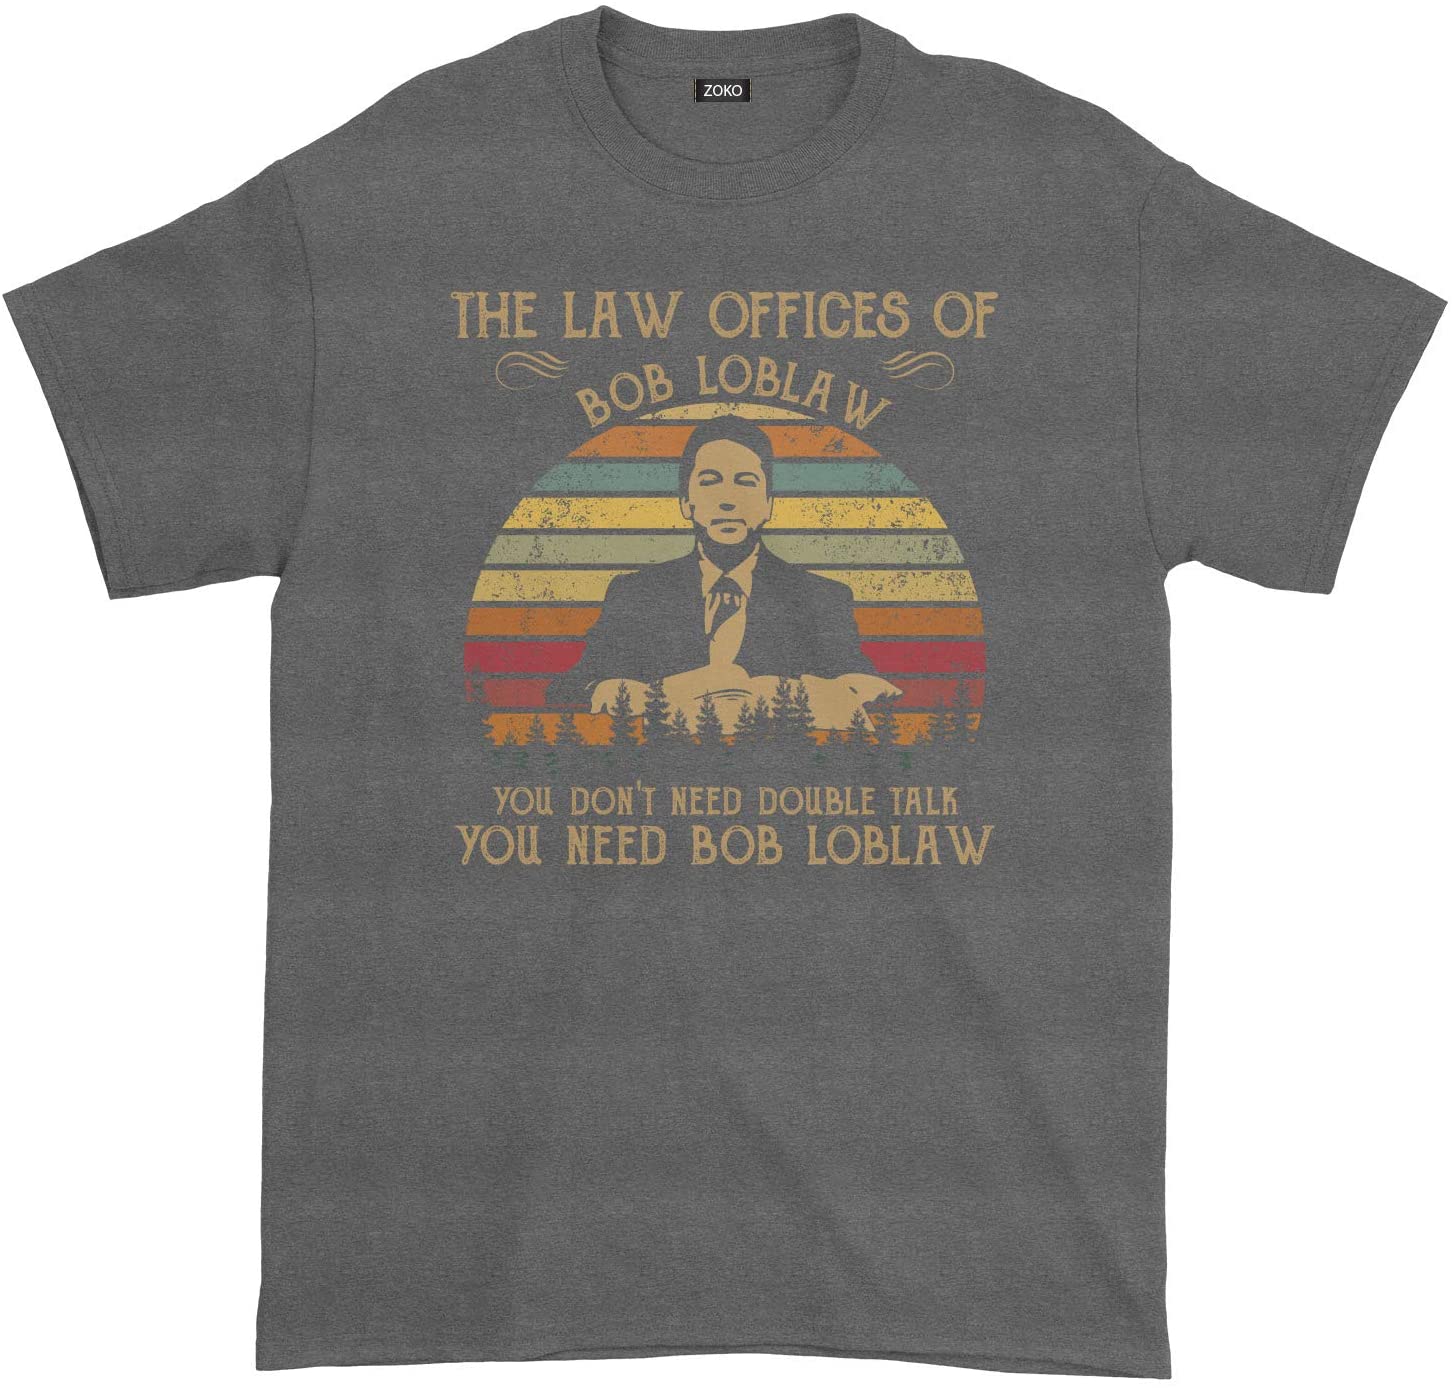 ZOKO
THE LAW OFFICES OF
BOB LOBLAW
YOU DON'T NEED DOUBLE TALK
YOU NEED BOB LOBLAW